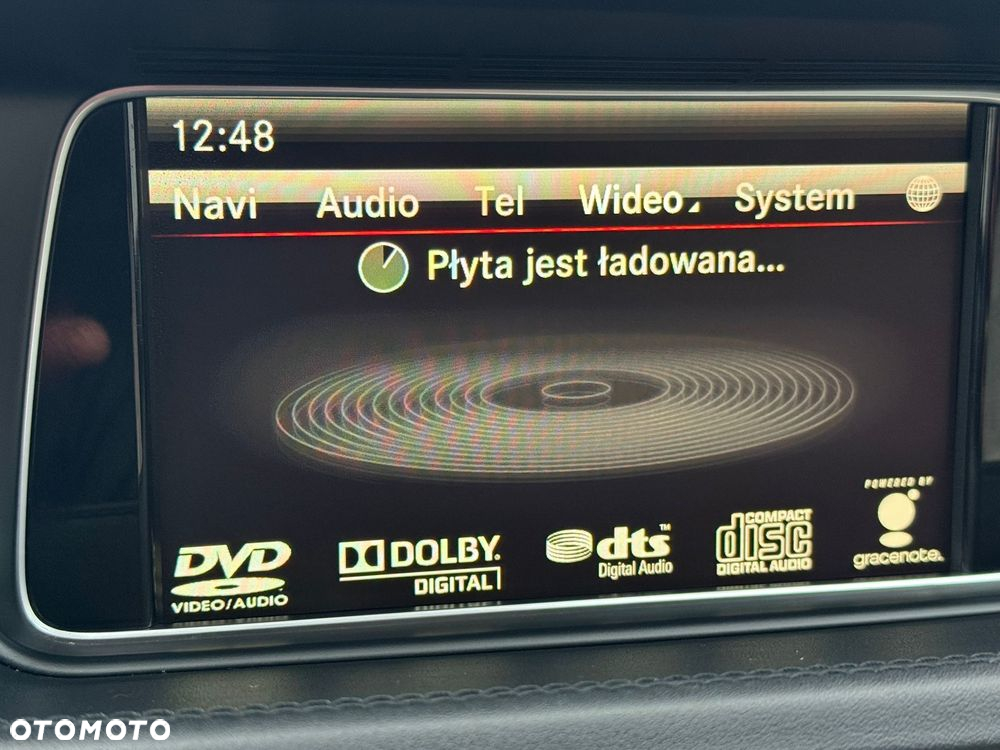 12:48
Navi Audio Tel Wideo System
Płyta jest ładowana...
DVD
VIDEO/AUDIO
DOLBY
DIGITAL
dts™
Digital Audio
COMPACT
disc
DIGITAL AUDIO
POWERED BY
gracenote.
OTOMOTO